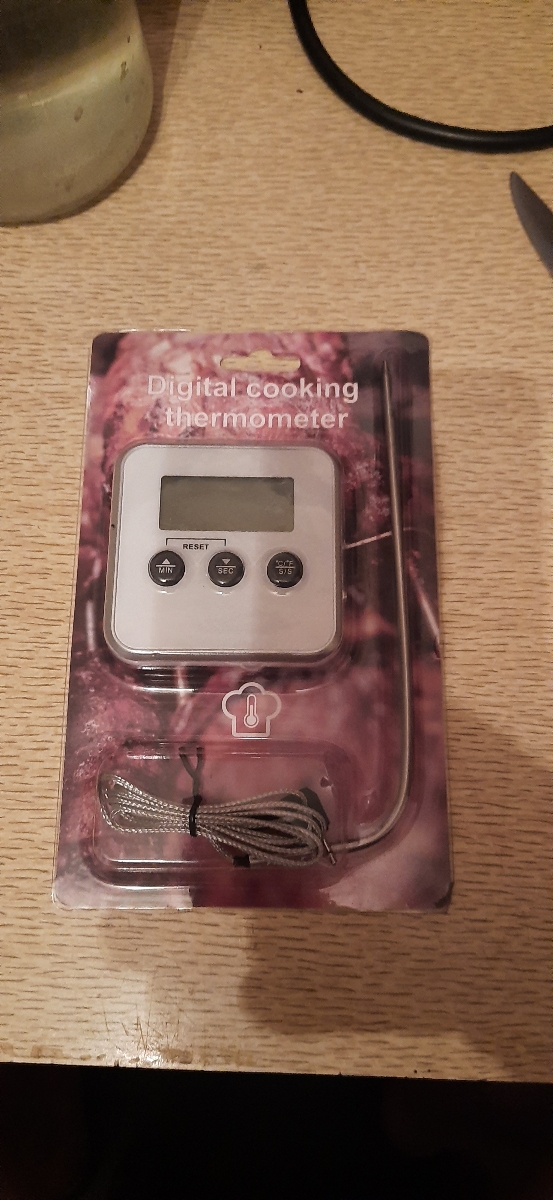 Digital cooking
thermometer
RESET
MIN
SEC
°C/°F
S/S